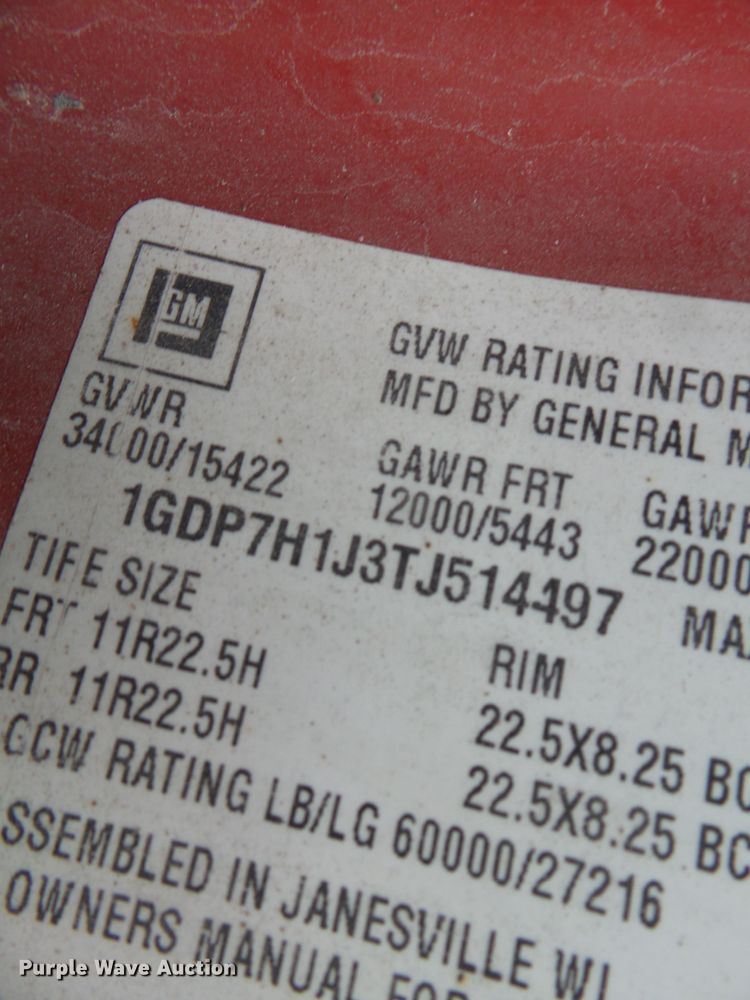 GM
GVW RATING INFOR
MFD BY GENERAL M
GVWR GAWR FRT GAWR
34000/15422 12000/5443 22000
1GDP7H1J3TJ514497 MAX
TIRE SIZE RIM
FRT 11R22.5H 22.5X8.25 BC
RR 11R22.5H 22.5X8.25 BC
GCW RATING LB/LG 60000/27216
SSEMBLED IN JANESVILLE WI
OWNERS MANUAL FOR
Purple Wave Auction